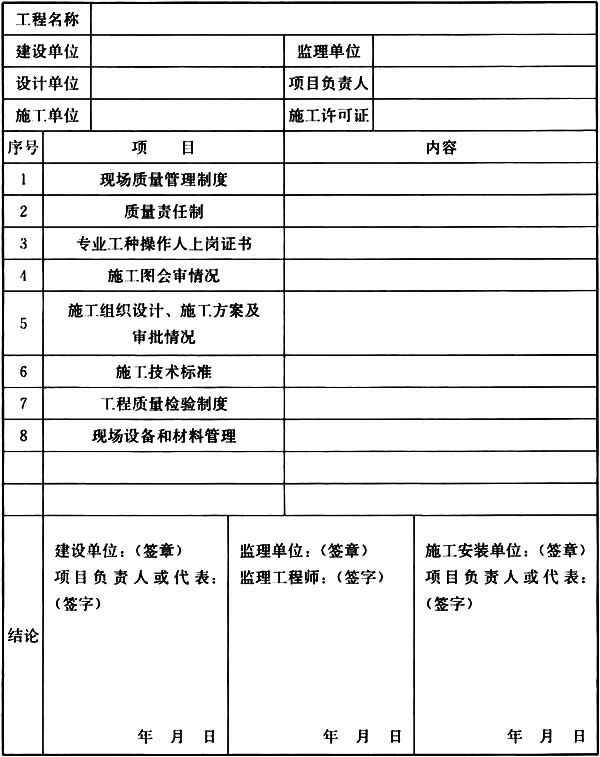 工程名称
建设单位 监理单位
设计单位 项目负责人
施工单位 施工许可证
序号 项 目 内容
1 现场质量管理制度
2 质量责任制
3 专业工种操作人上岗证书
4 施工图会审情况
5 施工组织设计、施工方案及
审批情况
6 施工技术标准
7 工程质量检验制度
8 现场设备和材料管理
结论
建设单位：（签章）
项目负责人或代表：
（签字）
年 月 日
监理单位：（签章）
监理工程师：（签字）
年 月 日
施工安装单位：（签章）
项目负责人或代表：
（签字）
年 月 日